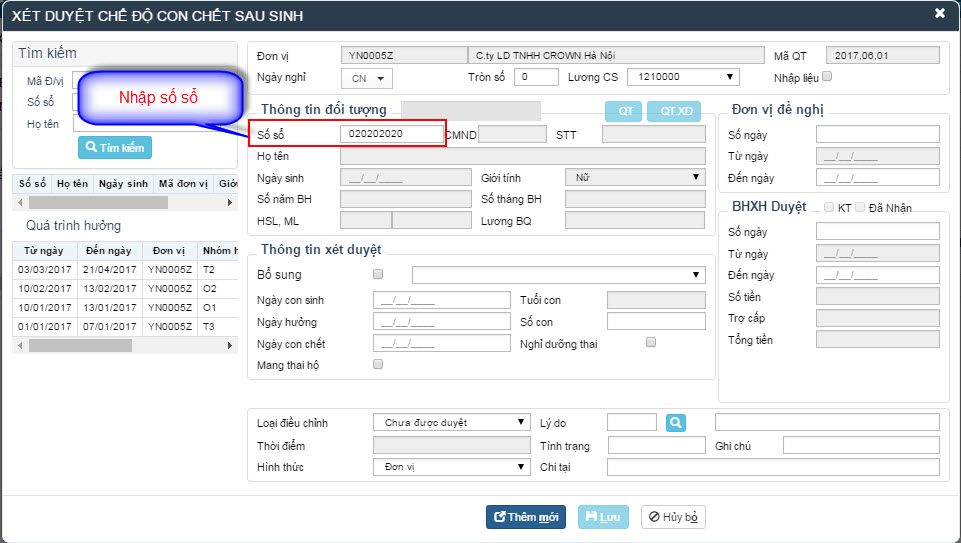 XÉT DUYỆT CHẾ ĐỘ CON CHẾT SAU SINH
Tìm kiếm
Mã Đ/vị
Số sổ
Họ tên
Tìm kiếm
Nhập số sổ
Số sổ Họ tên Ngày sinh Mã đơn vị Giới
Quá trình hưởng
Từ ngày Đến ngày Đơn vị Nhóm h
03/03/2017 21/04/2017 YN0005Z T2
10/02/2017 13/02/2017 YN0005Z O2
10/01/2017 13/01/2017 YN0005Z O1
01/01/2017 07/01/2017 YN0005Z T3
Đơn vị YN0005Z C.ty LD TNHH CROWN Hà Nội Mã QT 2017,06,01
Ngày nghỉ CN Tròn số 0 Lương CS 1210000 Nhập liệu
Thông tin đối tượng QT QT.XD
Số sổ 020202020 CMND STT
Họ tên
Ngày sinh __/__/____ Giới tính Nữ
Số năm BH Số tháng BH
HSL, ML Lương BQ
Đơn vị đề nghị
Số ngày
Từ ngày __/__/____
Đến ngày __/__/____
BHXH Duyệt KT Đã Nhận
Số ngày
Từ ngày __/__/____
Đến ngày __/__/____
Số tiền
Trợ cấp
Tổng tiền
Thông tin xét duyệt
Bổ sung
Ngày con sinh __/__/____ Tuổi con
Ngày hưởng __/__/____ Số con
Ngày con chết __/__/____ Nghỉ dưỡng thai
Mang thai hộ
Loại điều chỉnh Chưa được duyệt Lý do
Thời điểm Tình trạng Ghi chú
Hình thức Đơn vị Chi tại
Thêm mới Lưu Hủy bỏ